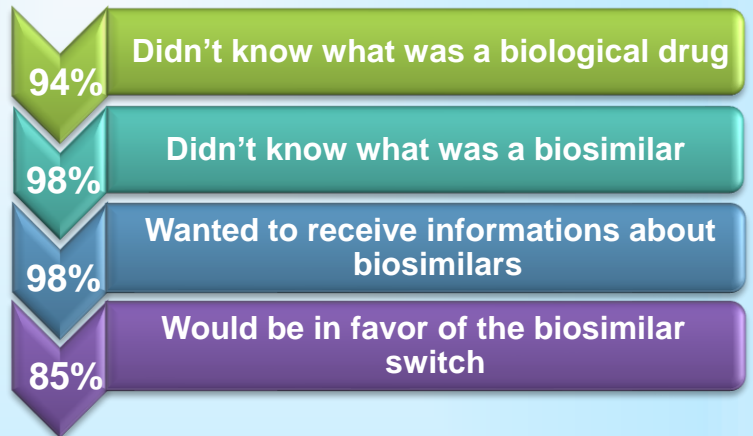 94%
Didn’t know what was a biological drug
98%
Didn’t know what was a biosimilar
98%
Wanted to receive informations about
biosimilars
85%
Would be in favor of the biosimilar
switch